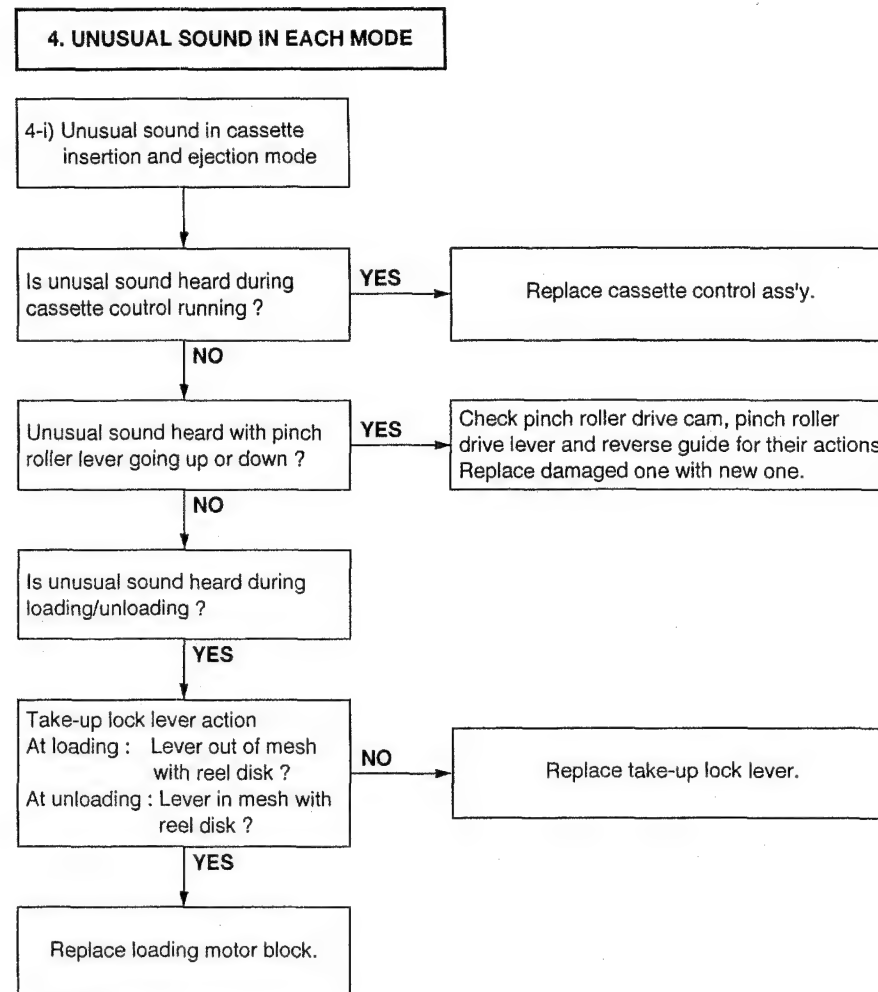 4. UNUSUAL SOUND IN EACH MODE
4-i) Unusual sound in cassette
insertion and ejection mode
Is unusal sound heard during
cassette coutrol running ?
YES
Replace cassette control ass'y.
NO
Unusual sound heard with pinch
roller lever going up or down ?
YES
Check pinch roller drive cam, pinch roller
drive lever and reverse guide for their actions
Replace damaged one with new one.
NO
Is unusual sound heard during
loading/unloading ?
YES
Take-up lock lever action
At loading : Lever out of mesh
with reel disk ?
At unloading : Lever in mesh with
reel disk ?
NO
Replace take-up lock lever.
YES
Replace loading motor block.